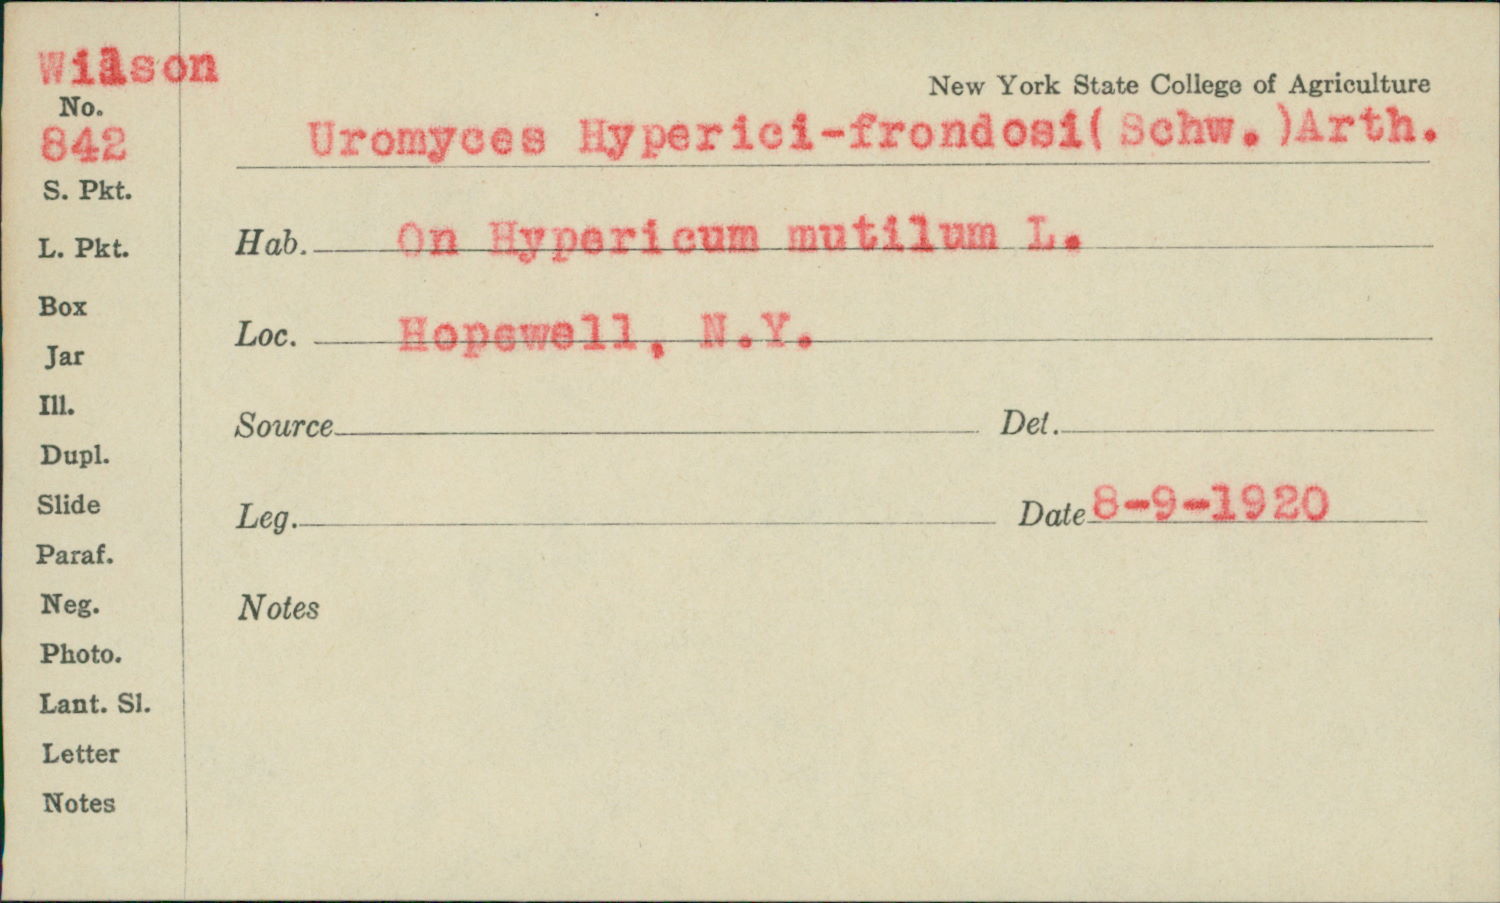 Wilson
New York State College of Agriculture
No.
842
Uromyces Hyperici-frondosi(Schw.)Arth.
S. Pkt.
L. Pkt.
Hab. On Hypericum mutilum L.
Box
Loc. Hopewell, N.Y.
Jar
Ill.
Source Det.
Dupl.
Slide
Leg. Date 8-9-1920
Paraf.
Neg.
Notes
Photo.
Lant. Sl.
Letter
Notes